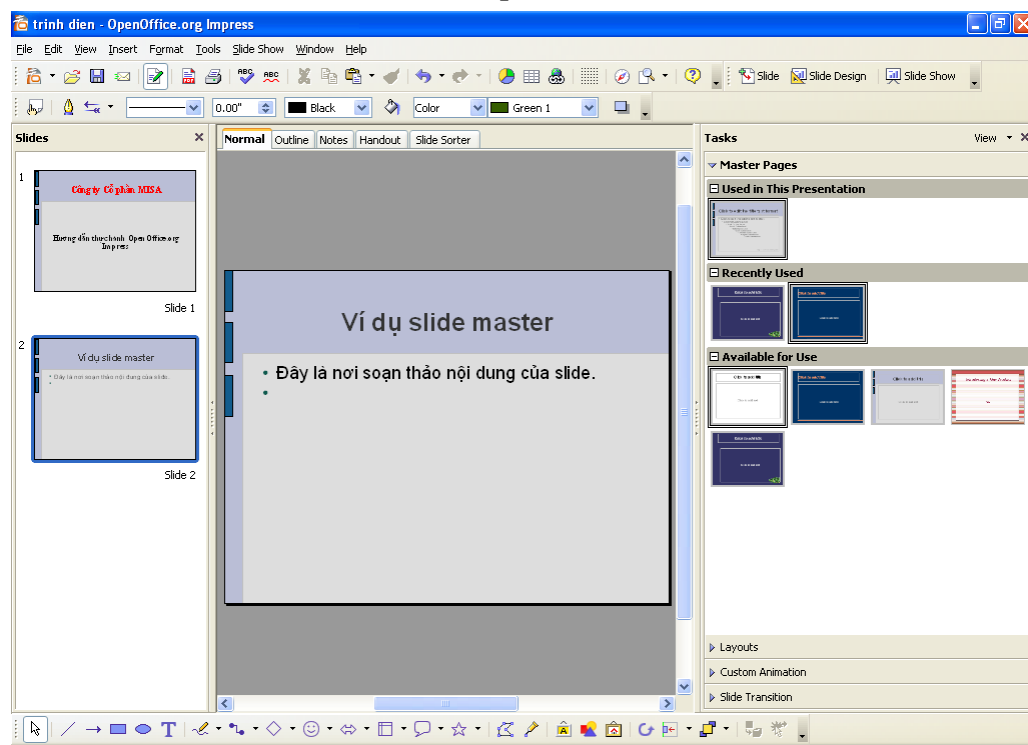 trinh dien - OpenOffice.org Impress
File Edit View Insert Format Tools Slide Show Window Help
Slide Slide Design Slide Show
0.00" Black Color Green 1
Slides
Normal Outline Notes Handout Slide Sorter
Tasks View
1
Công ty Cổ phần MISA
Hướng dẫn thực hành Open Office.org
Impress
Slide 1
2
Ví dụ slide master
Đây là nơi soạn thảo nội dung của slide.
Slide 2
Ví dụ slide master
• Đây là nơi soạn thảo nội dung của slide.
•
Master Pages
Used in This Presentation
Recently Used
Available for Use
Layouts
Custom Animation
Slide Transition